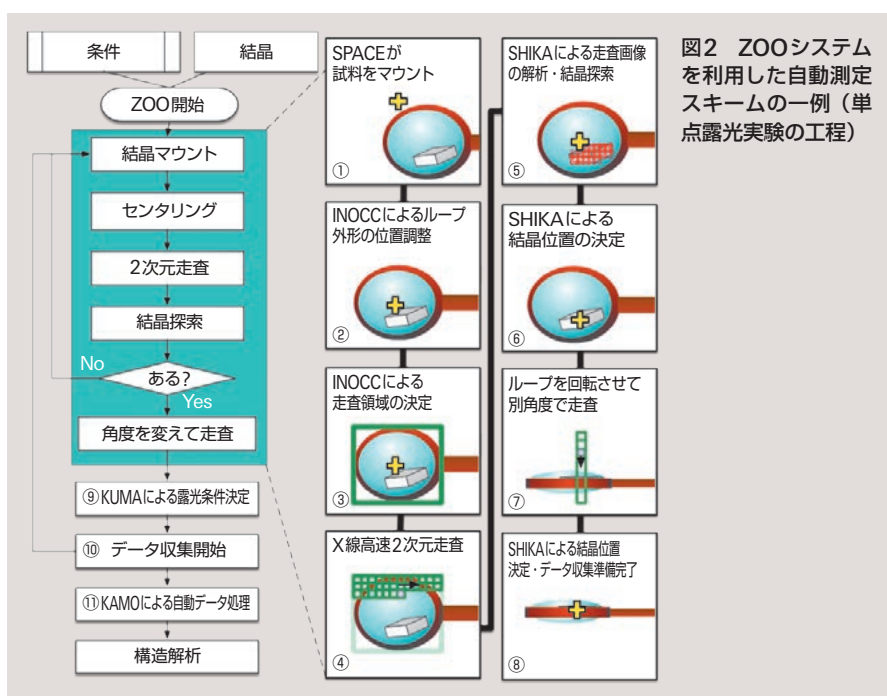 条件
結晶
ZOO開始
結晶マウント
センタリング
2次元走査
結晶探索
No
ある?
Yes
角度を変えて走査
⑨KUMAによる露光条件決定
⑩ データ収集開始
⑪KAMOによる自動データ処理
構造解析
SPACEが
試料をマウント
①
INOCCによるループ
外形の位置調整
②
INOCCによる
走査領域の決定
③
X線高速2次元走査
④
SHIKAによる走査画像
の解析・結晶探索
⑤
SHIKAによる
結晶位置の決定
⑥
ループを回転させて
別角度で走査
⑦
SHIKAによる結晶位置
決定・データ収集準備完了
⑧
図2 ZOOシステム
を利用した自動測定
スキームの一例（単
点露光実験の工程）